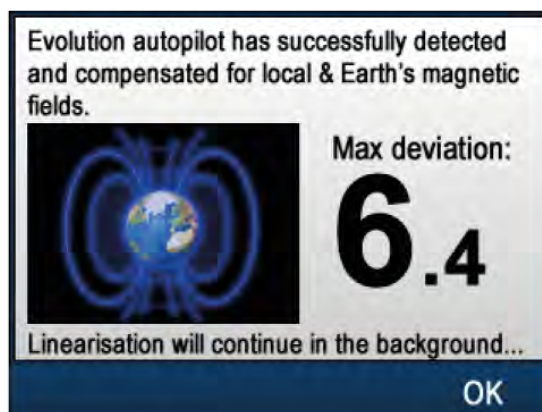 Evolution autopilot has successfully detected
and compensated for local & Earth's magnetic
fields.
Max deviation:
6.4
Linearisation will continue in the background...
OK